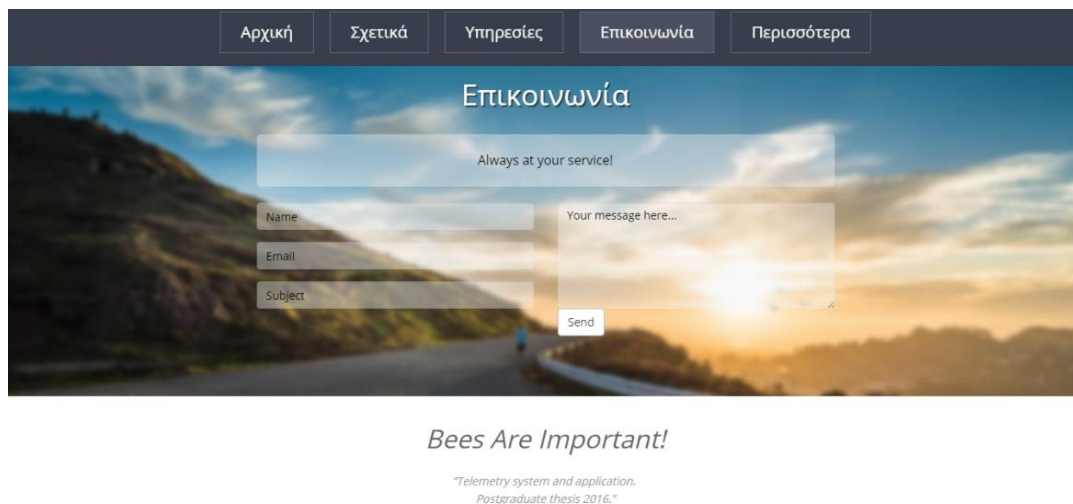 Αρχική Σχετικά Υπηρεσίες Επικοινωνία Περισσότερα
Επικοινωνία
Always at your service!
Name
Email
Subject
Your message here...
Send
Bees Are Important!
"Telemetry system and application.
Postgraduate thesis 2016."